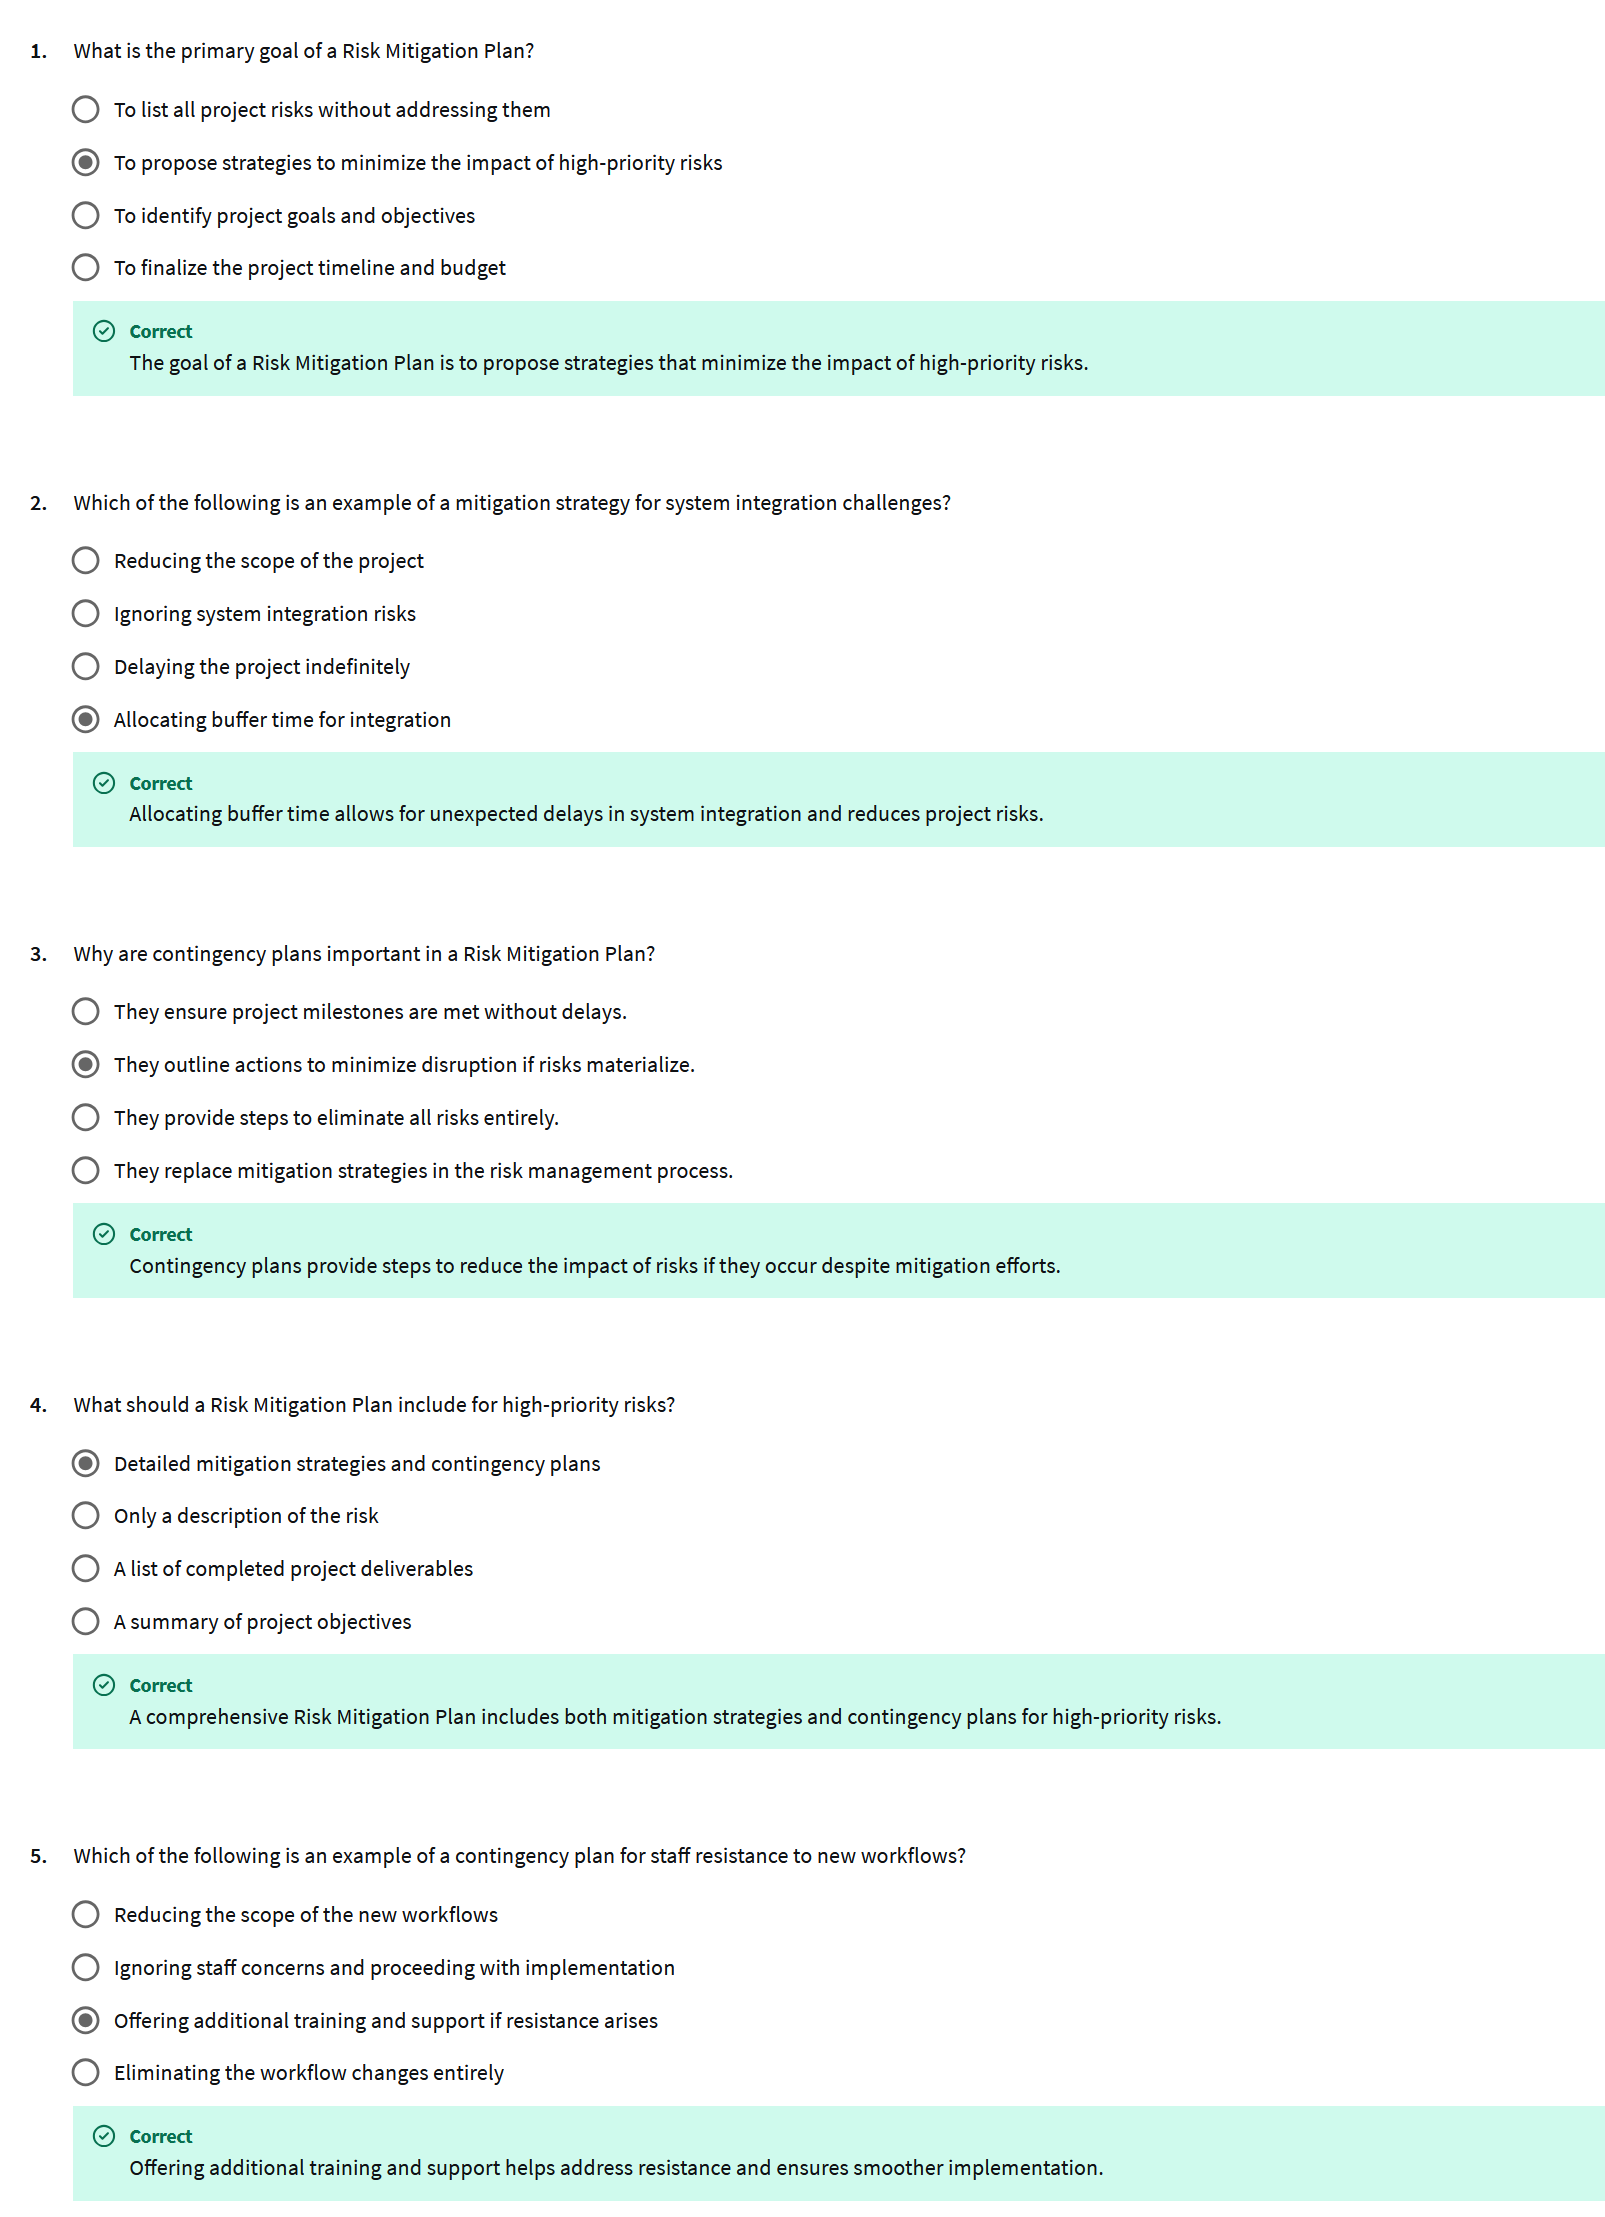 1. What is the primary goal of a Risk Mitigation Plan?
To list all project risks without addressing them
To propose strategies to minimize the impact of high-priority risks
To identify project goals and objectives
To finalize the project timeline and budget
Correct
The goal of a Risk Mitigation Plan is to propose strategies that minimize the impact of high-priority risks.
2. Which of the following is an example of a mitigation strategy for system integration challenges?
Reducing the scope of the project
Ignoring system integration risks
Delaying the project indefinitely
Allocating buffer time for integration
Correct
Allocating buffer time allows for unexpected delays in system integration and reduces project risks.
3. Why are contingency plans important in a Risk Mitigation Plan?
They ensure project milestones are met without delays.
They outline actions to minimize disruption if risks materialize.
They provide steps to eliminate all risks entirely.
They replace mitigation strategies in the risk management process.
Correct
Contingency plans provide steps to reduce the impact of risks if they occur despite mitigation efforts.
4. What should a Risk Mitigation Plan include for high-priority risks?
Detailed mitigation strategies and contingency plans
Only a description of the risk
A list of completed project deliverables
A summary of project objectives
Correct
A comprehensive Risk Mitigation Plan includes both mitigation strategies and contingency plans for high-priority risks.
5. Which of the following is an example of a contingency plan for staff resistance to new workflows?
Reducing the scope of the new workflows
Ignoring staff concerns and proceeding with implementation
Offering additional training and support if resistance arises
Eliminating the workflow changes entirely
Correct
Offering additional training and support helps address resistance and ensures smoother implementation.